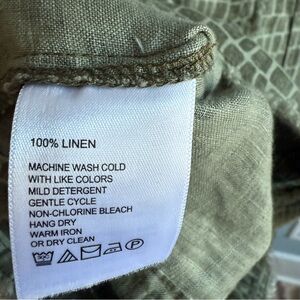 100% LINEN
MACHINE WASH COLD
WITH LIKE COLORS
MILD DETERGENT
GENTLE CYCLE
NON-CHLORINE BLEACH
HANG DRY
WARM IRON
OR DRY CLEAN